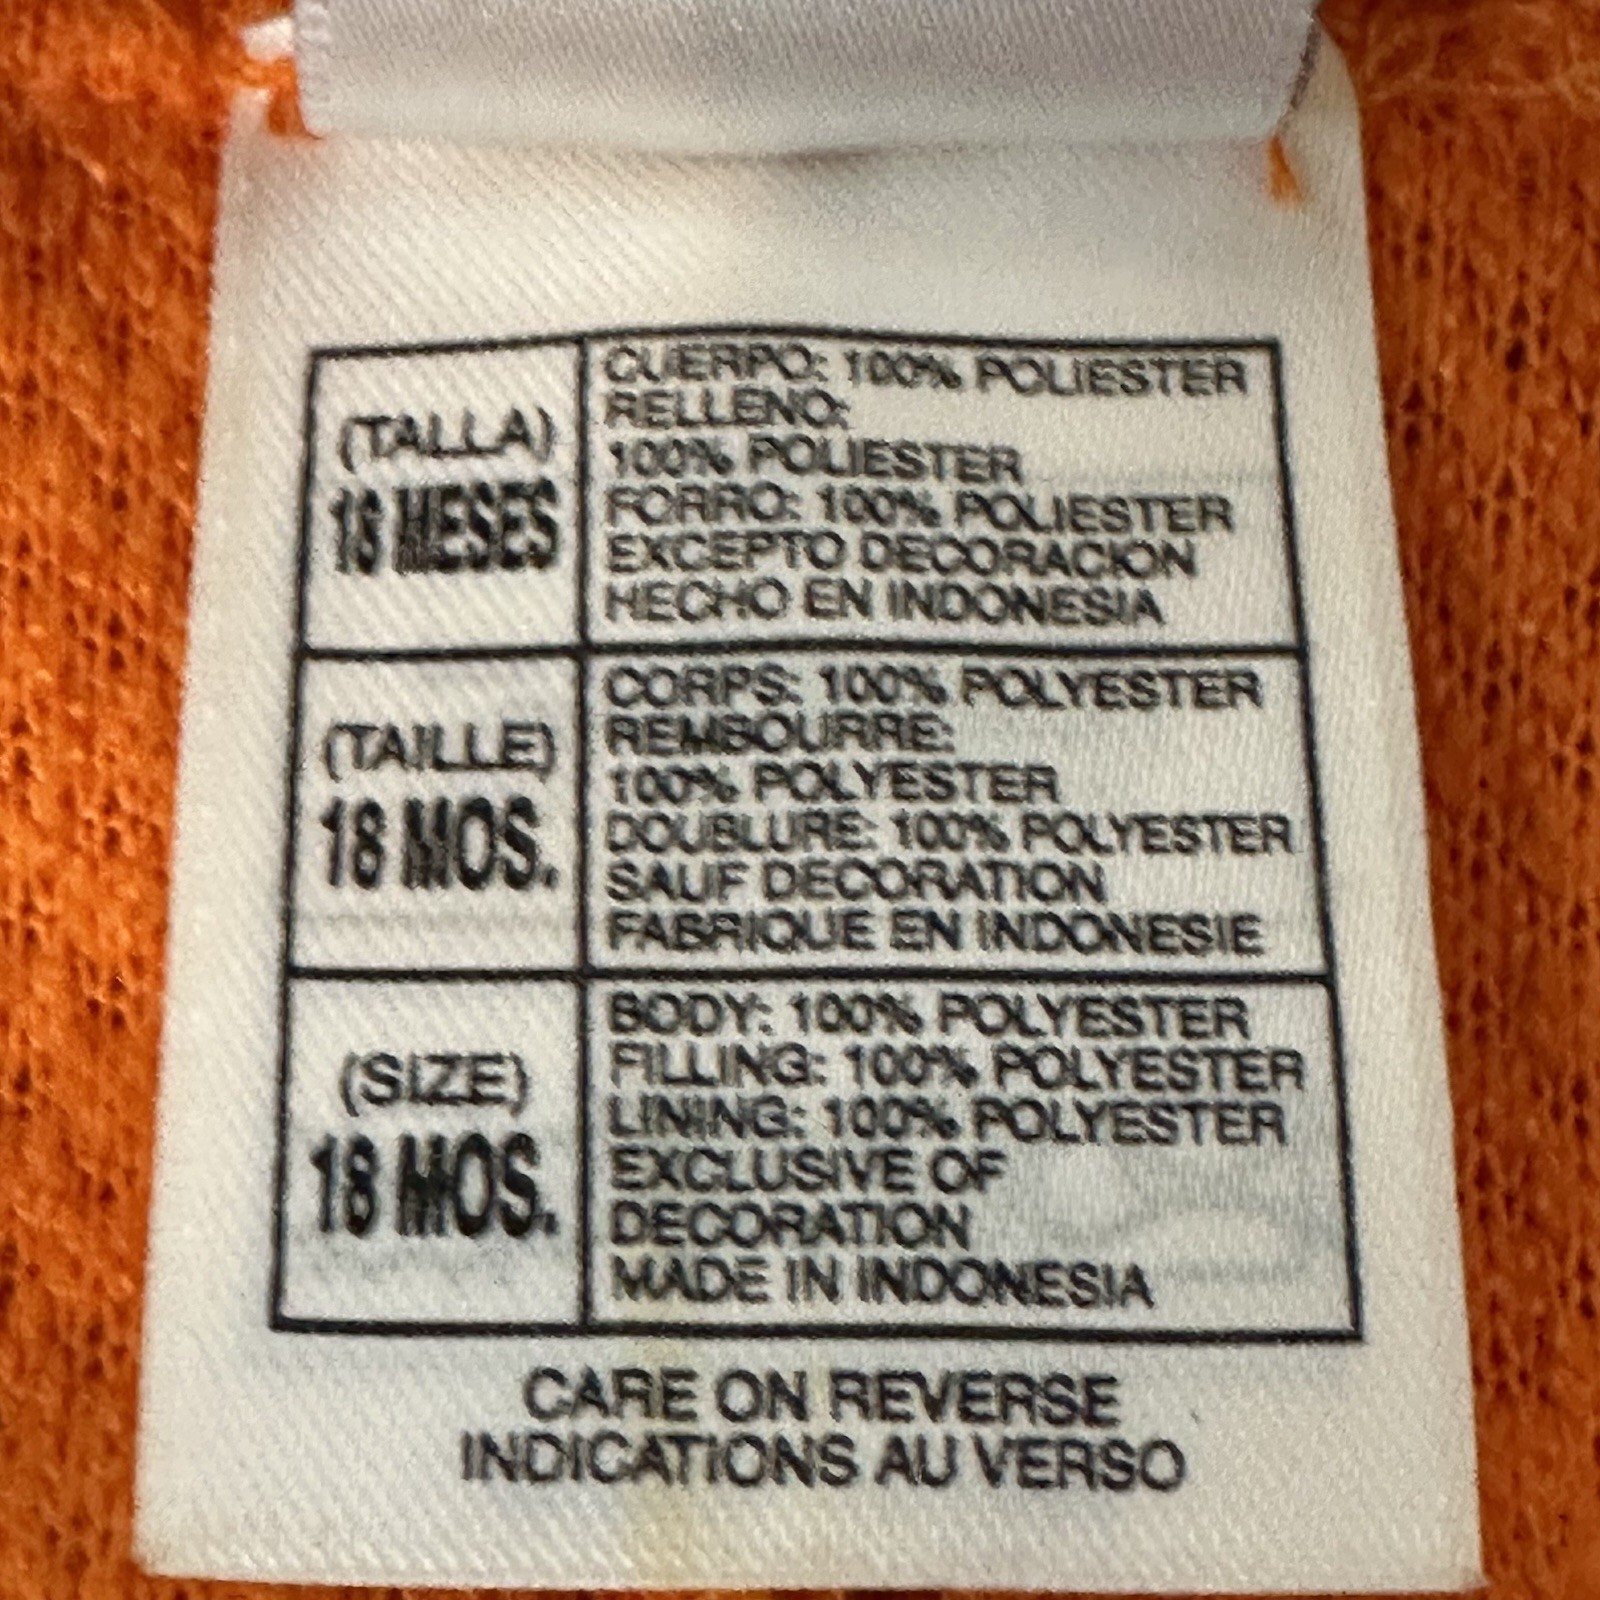 (TALLA)
18 MESES
CUERPO: 100% POLIESTER
RELLENO:
100% POLIESTER
FORRO: 100% POLIESTER
EXCEPTO DECORACION
HECHO EN INDONESIA
(TAILLE)
18 MOS.
CORPS: 100% POLYESTER
REMBOURRE:
100% POLYESTER
DOUBLURE: 100% POLYESTER
SAUF DECORATION
FABRIQUE EN INDONESIE
(SIZE)
18 MOS.
BODY: 100% POLYESTER
FILLING: 100% POLYESTER
LINING: 100% POLYESTER
EXCLUSIVE OF
DECORATION
MADE IN INDONESIA
CARE ON REVERSE
INDICATIONS AU VERSO